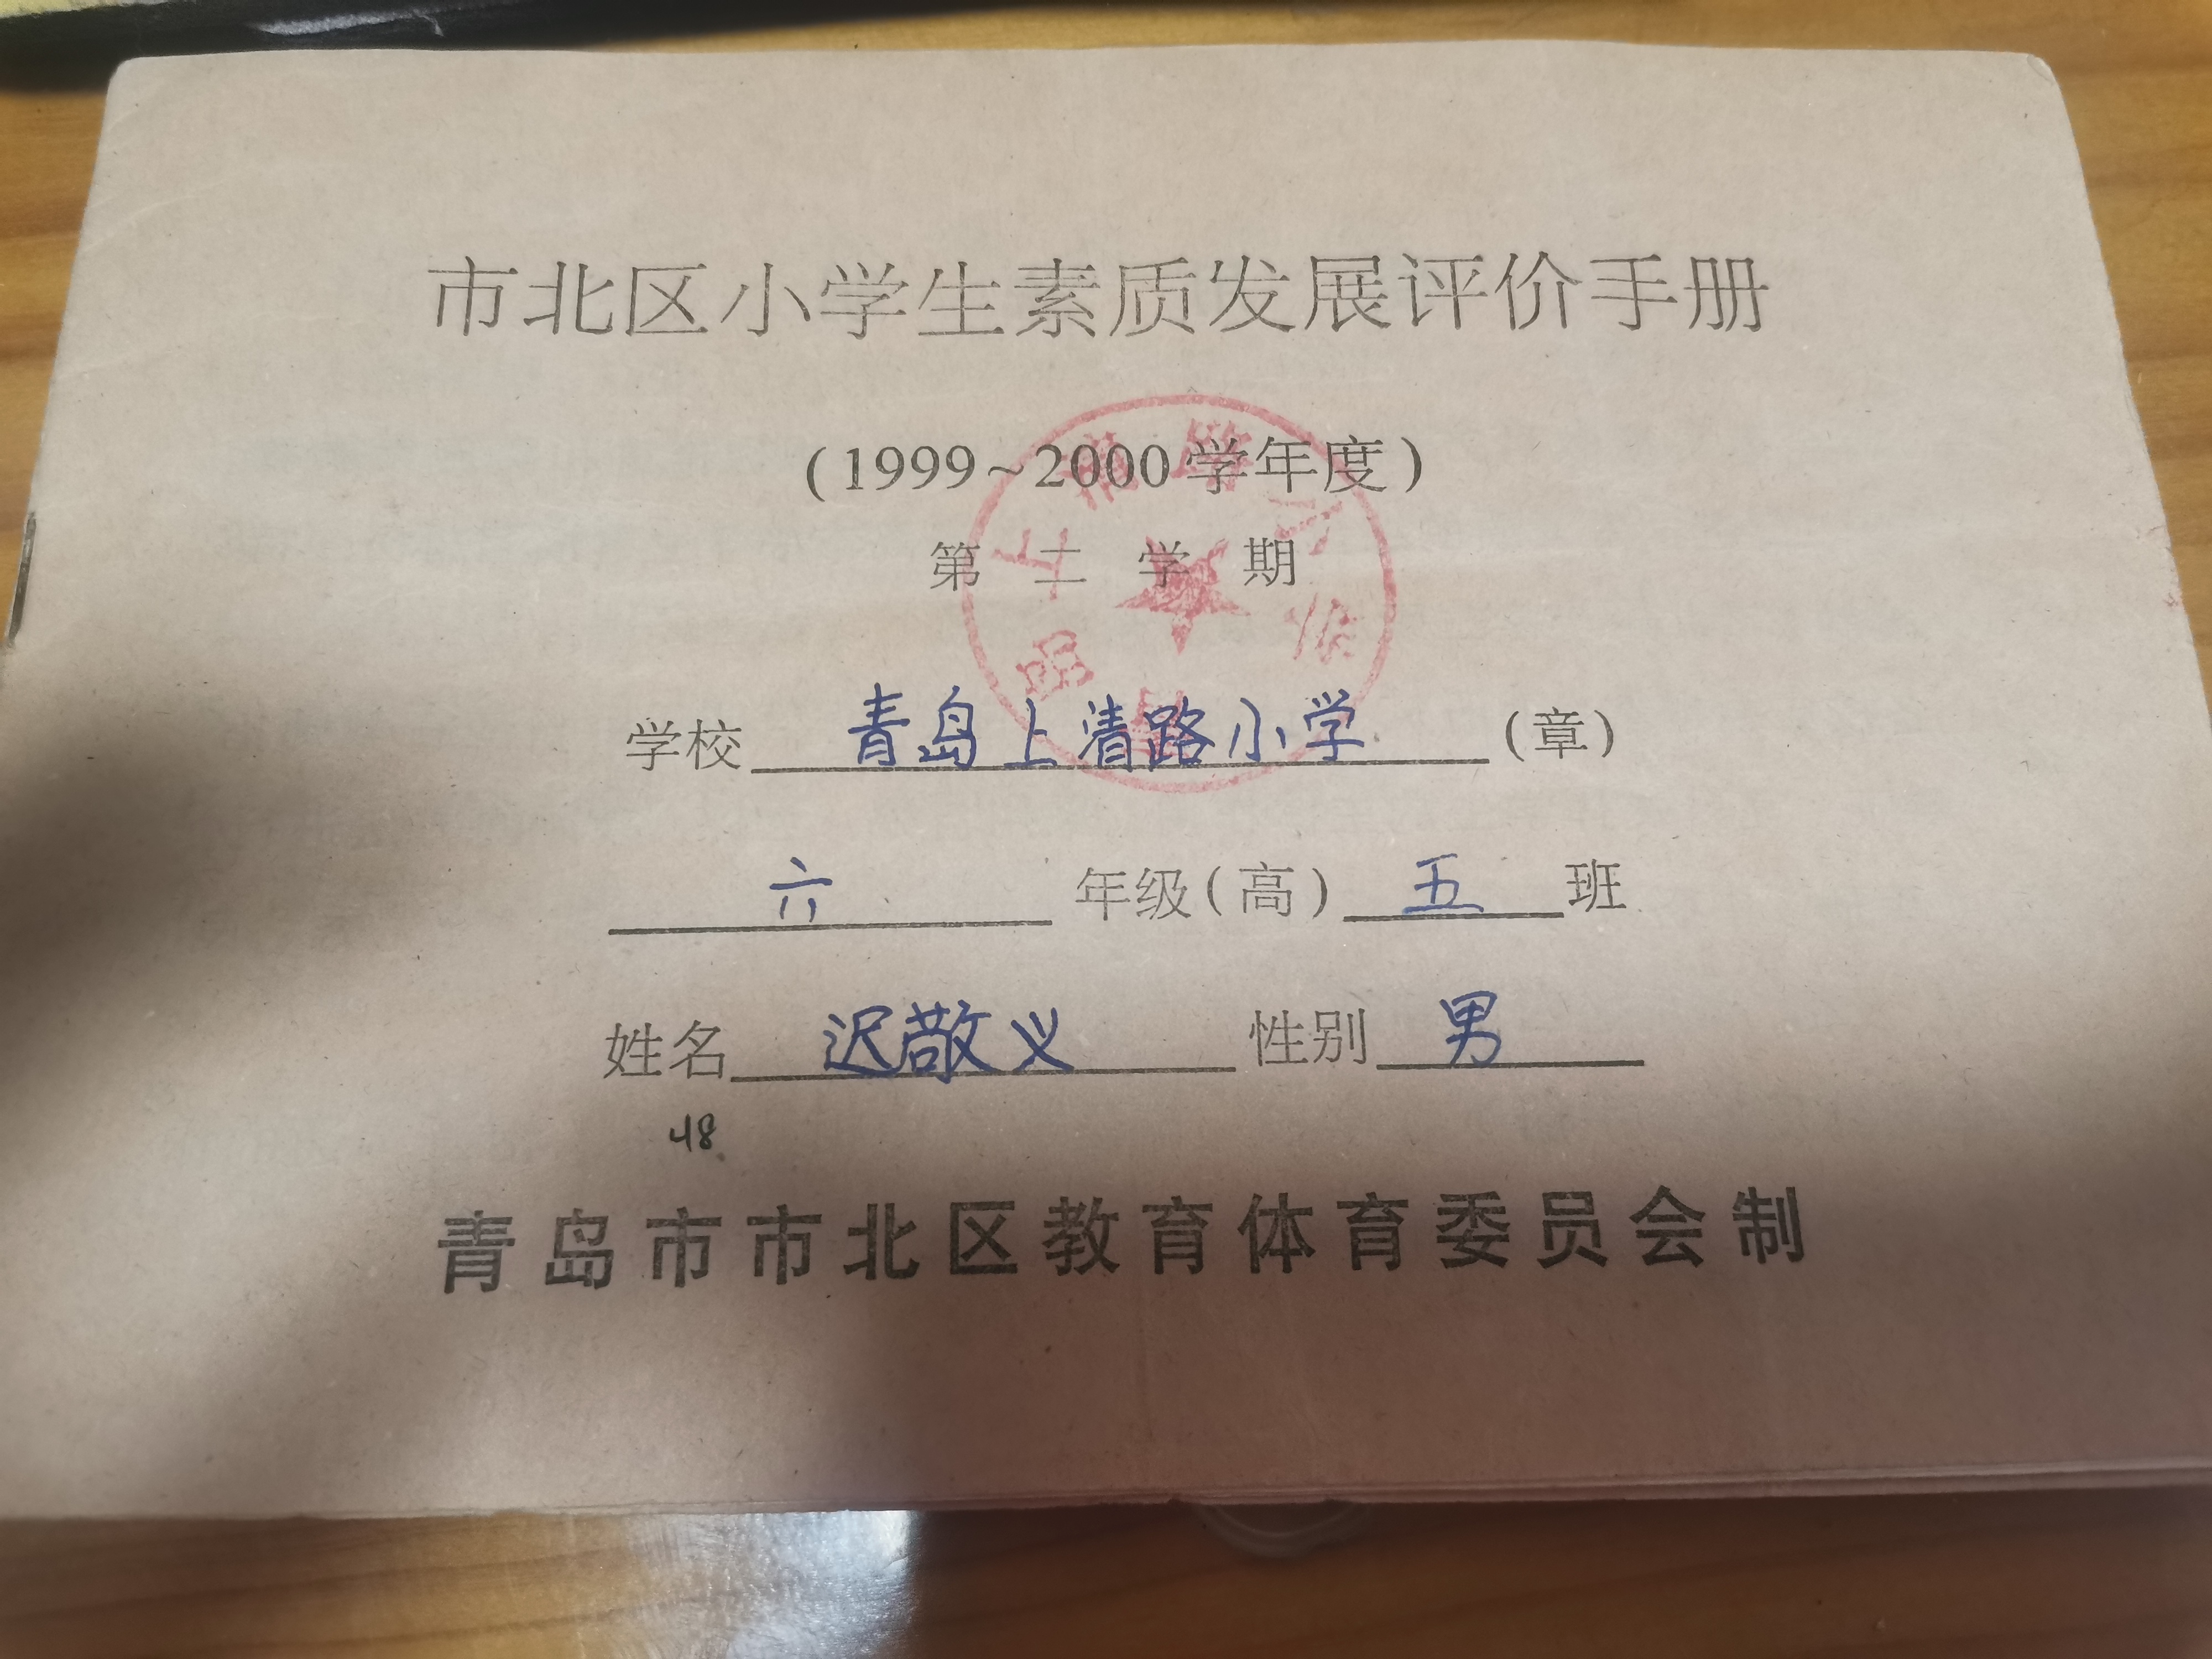 市北区小学生素质发展评价手册
(1999～2000学年度)
第二学期
学校 青岛上清路小学 (章)
六 年级(高) 五 班
姓名 迟敬义 性别 男
48
青岛市市北区教育体育委员会制